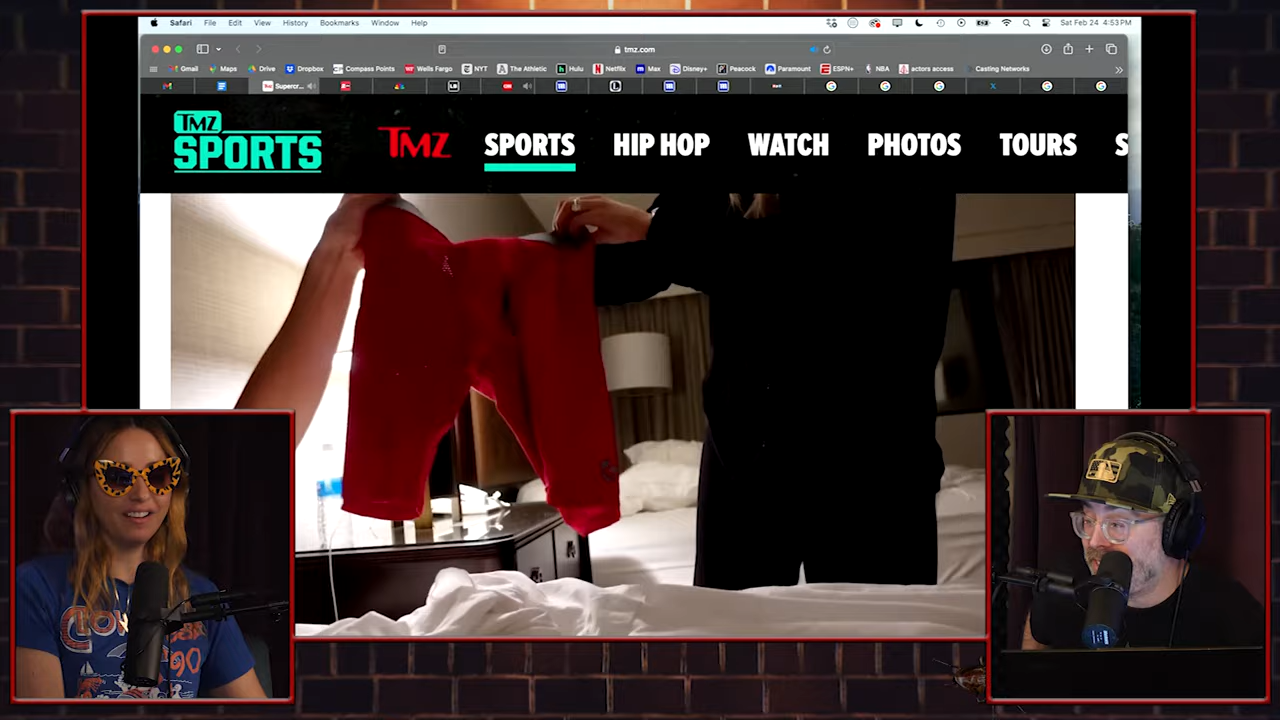 Safari File Edit View History Bookmarks Window Help Sat Feb 24 4:53 PM
tmz.com
Gmail Maps Drive Dropbox Compass Points Wells Fargo NYT The Athletic Hulu Netflix Max Disney+ Peacock Paramount ESPN+ NBA actors access Casting Networks
Supercr...
TMZ SPORTS TMZ SPORTS HIP HOP WATCH PHOTOS TOURS S
90